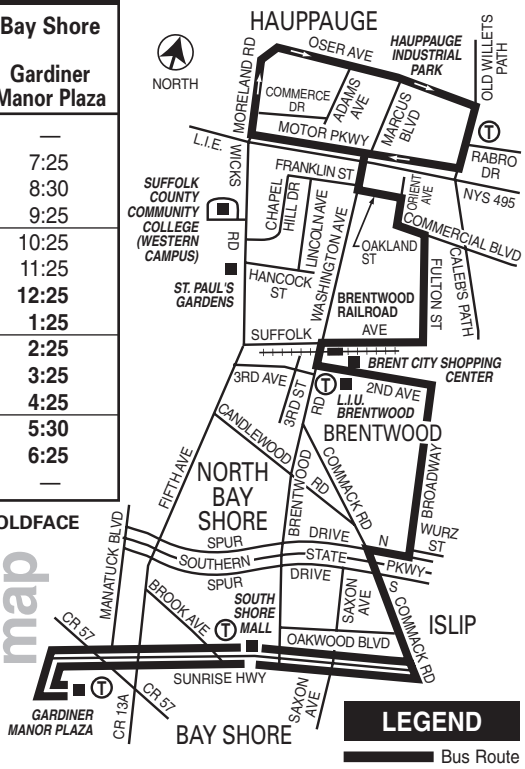 Bay Shore
Gardiner
Manor Plaza
—
7:25
8:30
9:25
10:25
11:25
12:25
1:25
2:25
3:25
4:25
5:30
6:25
—
OLDFACE
map
HAUPPAUGE
NORTH
MORELAND RD
OSER AVE
HAUPPAUGE
INDUSTRIAL
PARK
OLD WILLETS
PATH
COMMERCE
DR
ADAMS
AVE
MARCUS
BLVD
MOTOR PKWY
T
RABRO
DR
L.I.E.
WICKS
RD
FRANKLIN ST
NYS 495
SUFFOLK
COUNTY
COMMUNITY
COLLEGE
(WESTERN
CAMPUS)
CHAPEL
HILL DR
LINCOLN AVE
WASHINGTON AVE
ORIENT
AVE
COMMERCIAL BLVD
OAKLAND
ST
ST. PAUL'S
GARDENS
HANCOCK
ST
BRENTWOOD
RAILROAD
FULTON ST
CALEB'S PATH
SUFFOLK
AVE
BRENT CITY SHOPPING
CENTER
3RD AVE
3RD ST
T
L.I.U.
BRENTWOOD
2ND AVE
BRENTWOOD
CANDLEWOOD
RD
BRENTWOOD
RD
COMMACK RD
BROADWAY
FIFTH AVE
NORTH
BAY
SHORE
WURZ
ST
MANATUCK BLVD
SPUR
DRIVE
N
SOUTHERN
STATE
PKWY
SPUR
DRIVE
S
BROOK AVE
SAXON
AVE
COMMACK RD
ISLIP
CR 57
SOUTH
SHORE
MALL
T
OAKWOOD BLVD
SUNRISE HWY
T
GARDINER
MANOR PLAZA
CR 13A
CR 57
SAXON
AVE
BAY SHORE
LEGEND
Bus Route